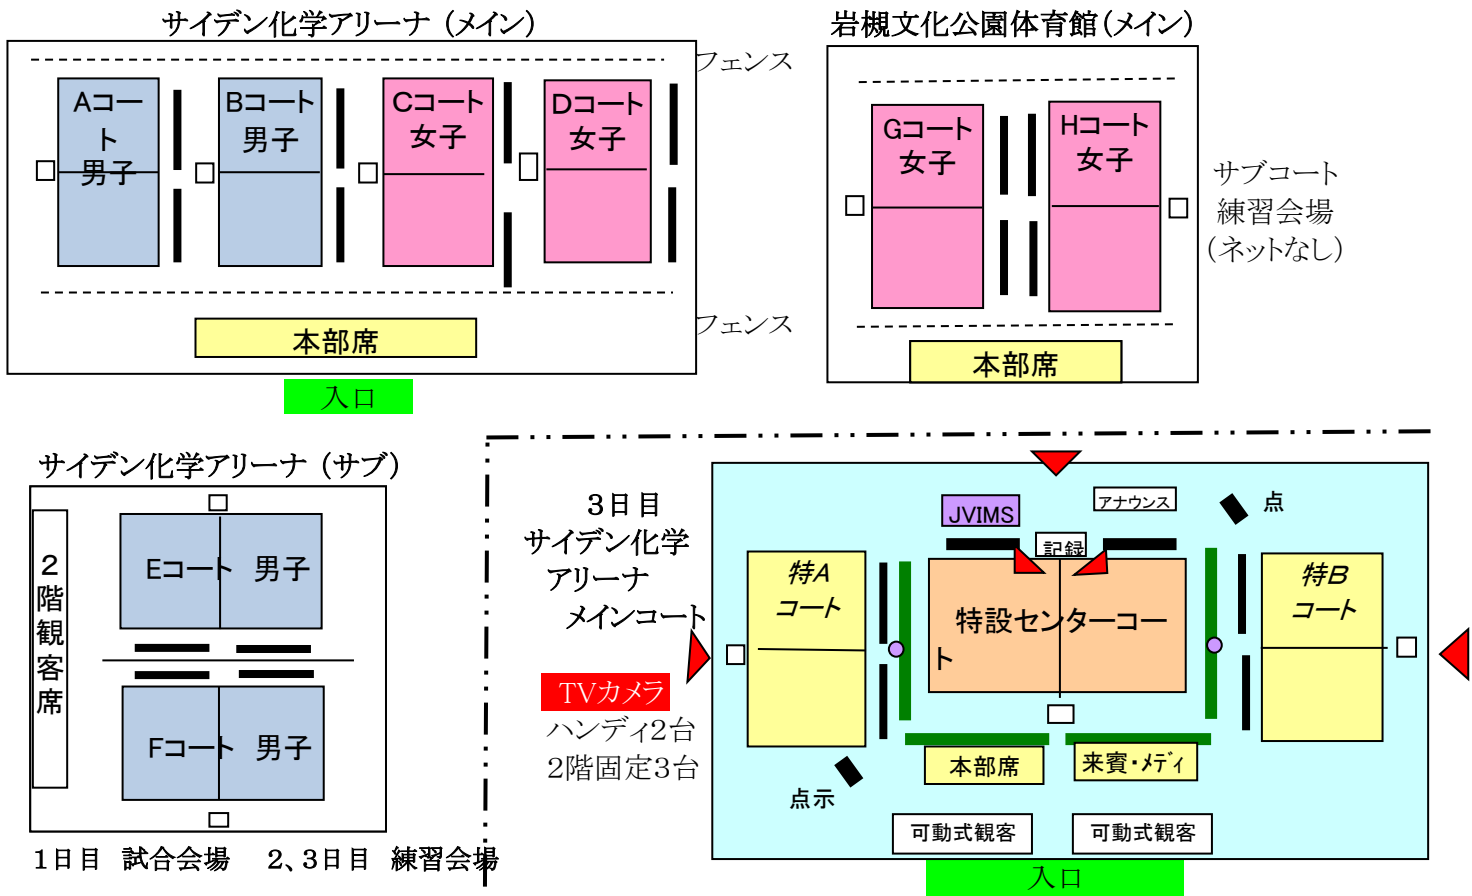 サイデン化学アリーナ（メイン）
フェンス
Aコー
ト
男子
Bコート
男子
Cコート
女子
Dコート
女子
フェンス
本部席
入口
岩槻文化公園体育館（メイン）
Gコート
女子
Hコート
女子
サブコート
練習会場
（ネットなし）
本部席
サイデン化学アリーナ（サブ）
２階観客席
Eコート　男子
Fコート　男子
１日目　試合会場　２、３日目　練習会場
３日目
サイデン化学
アリーナ
メインコート
TVカメラ
ハンディ２台
２階固定３台
JVIMS
アナウンス
点
記録
特A
コート
特設センターコー
ト
特B
コート
本部席
来賓・メディ
点示
可動式観客
可動式観客
入口